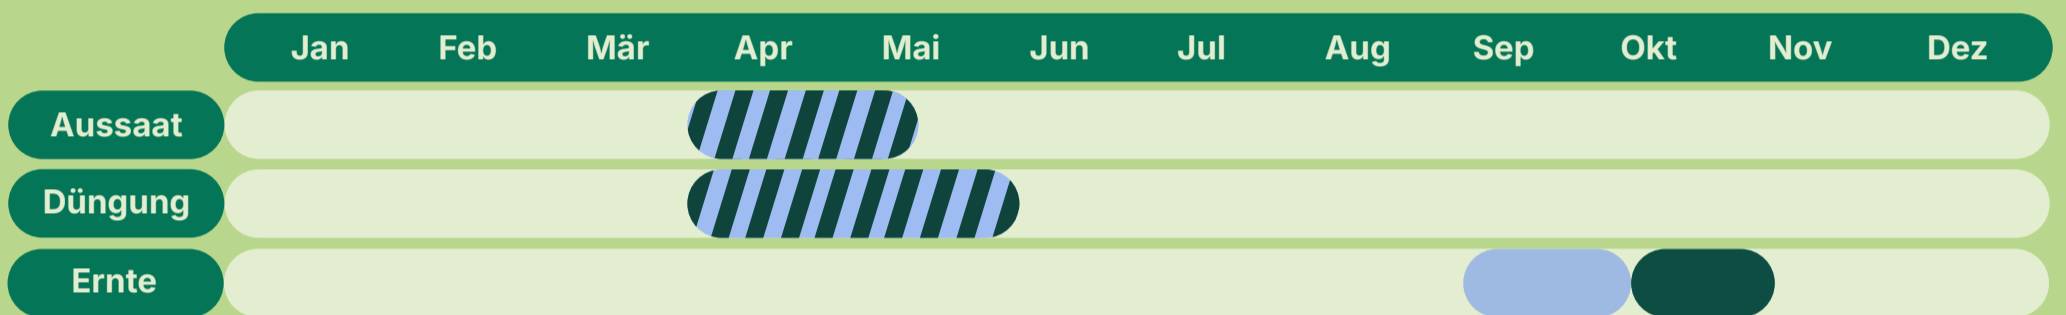 Jan Feb Mär Apr Mai Jun Jul Aug Sep Okt Nov Dez
Aussaat
Düngung
Ernte